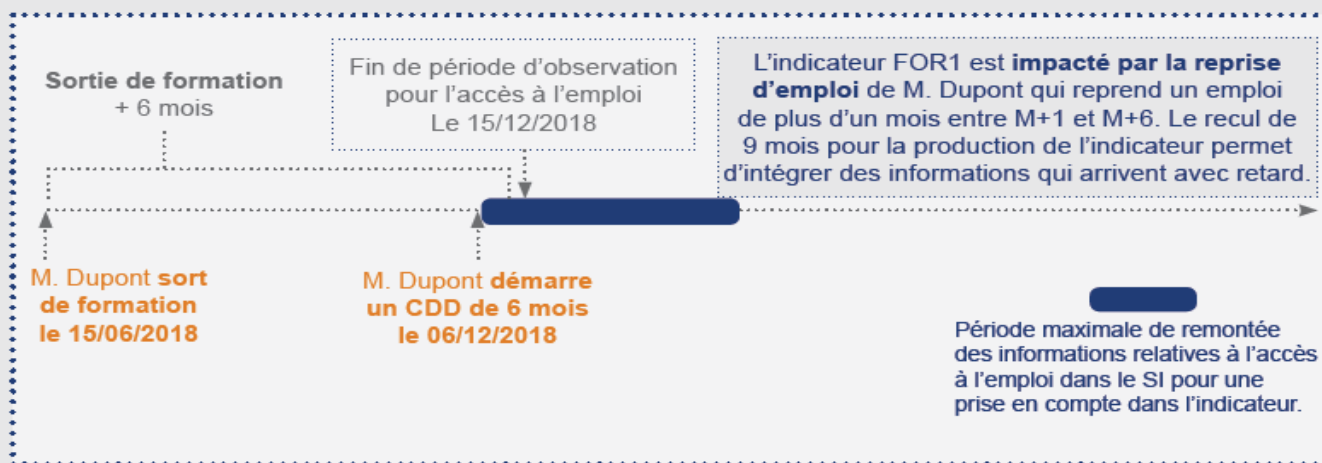 Sortie de formation
+ 6 mois
Fin de période d'observation
pour l'accès à l'emploi
Le 15/12/2018
L'indicateur FOR1 est impacté par la reprise
d'emploi de M. Dupont qui reprend un emploi
de plus d'un mois entre M+1 et M+6. Le recul de
9 mois pour la production de l'indicateur permet
d'intégrer des informations qui arrivent avec retard.
M. Dupont sort
de formation
le 15/06/2018
M. Dupont démarre
un CDD de 6 mois
le 06/12/2018
Période maximale de remontée
des informations relatives à l'accès
à l'emploi dans le SI pour une
prise en compte dans l'indicateur.